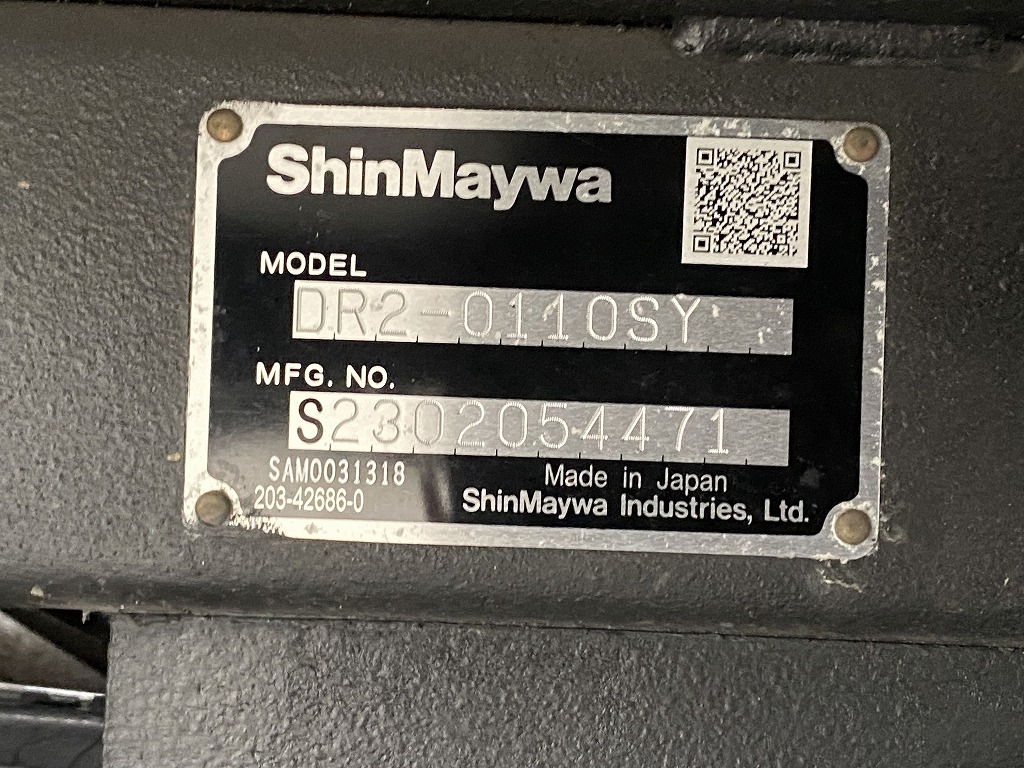 ShinMaywa
MODEL
DR2-0110SY
MFG. NO.
S2302054471
SAM0031318
203-42686-0
Made in Japan
ShinMaywa Industries, Ltd.